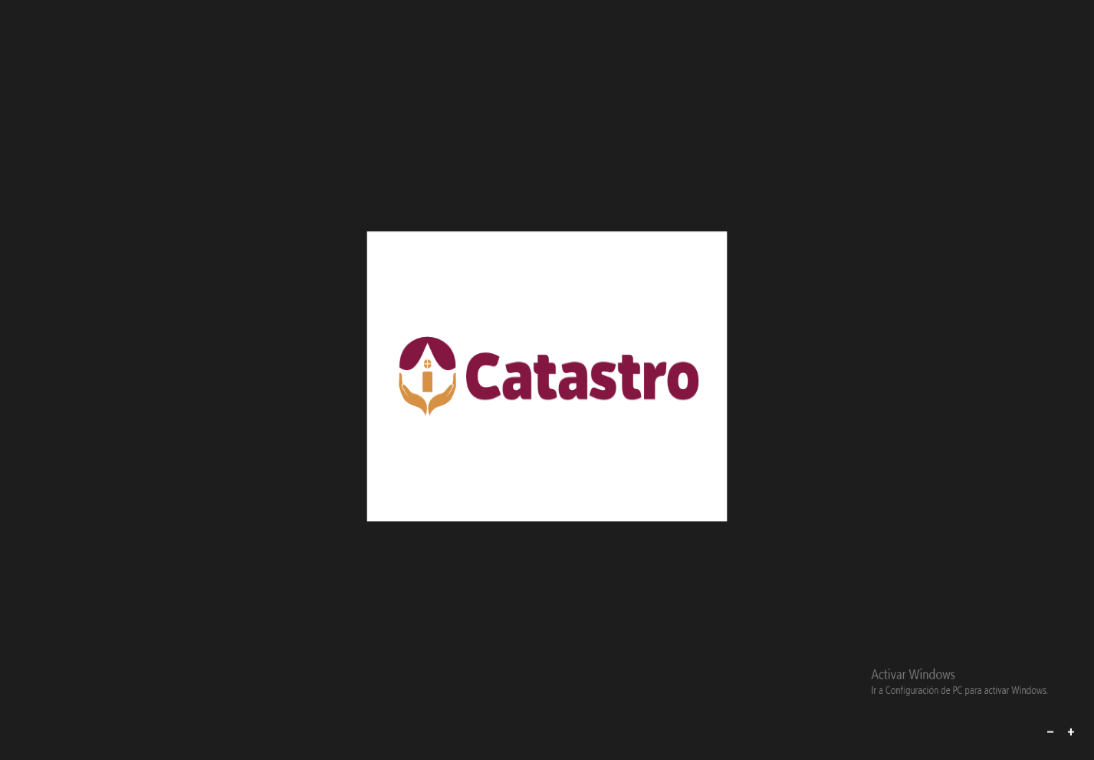 Catastro
Activar Windows
Ir a Configuración de PC para activar Windows.